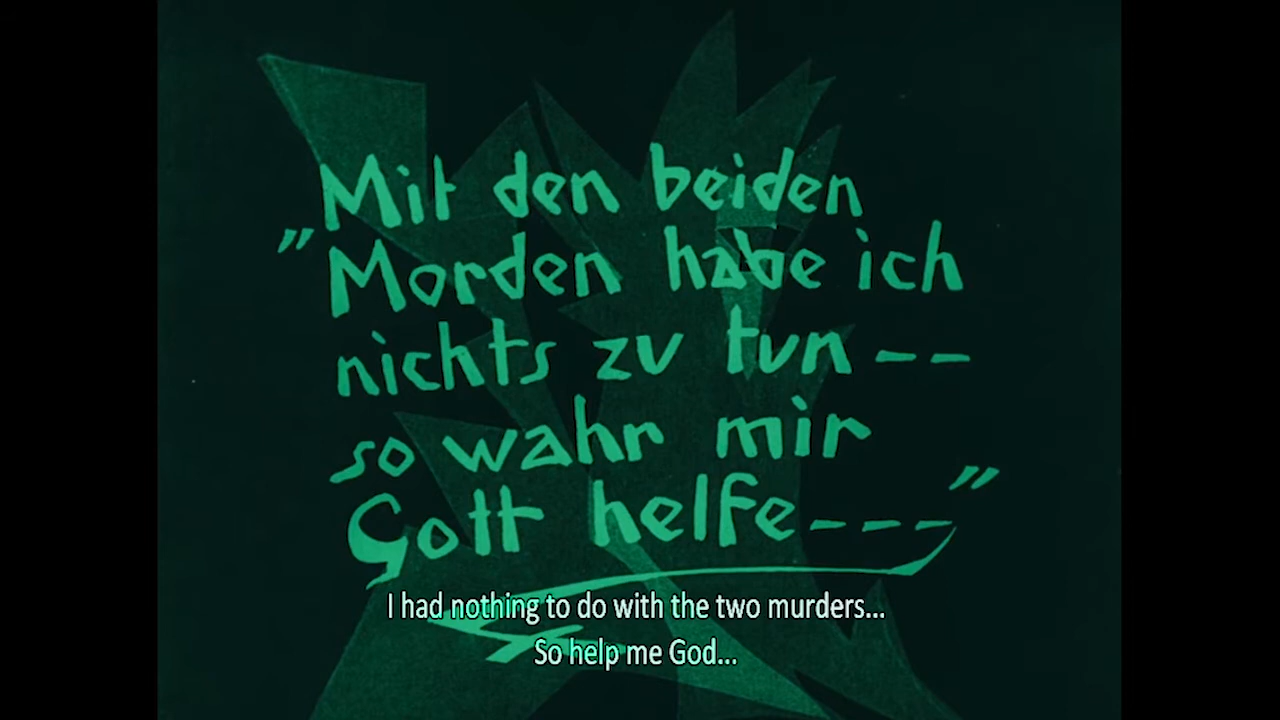 „Mit den beiden
Morden habe ich
nichts zu tun --
so wahr mir
Gott helfe---"
I had nothing to do with the two murders...
So help me God...